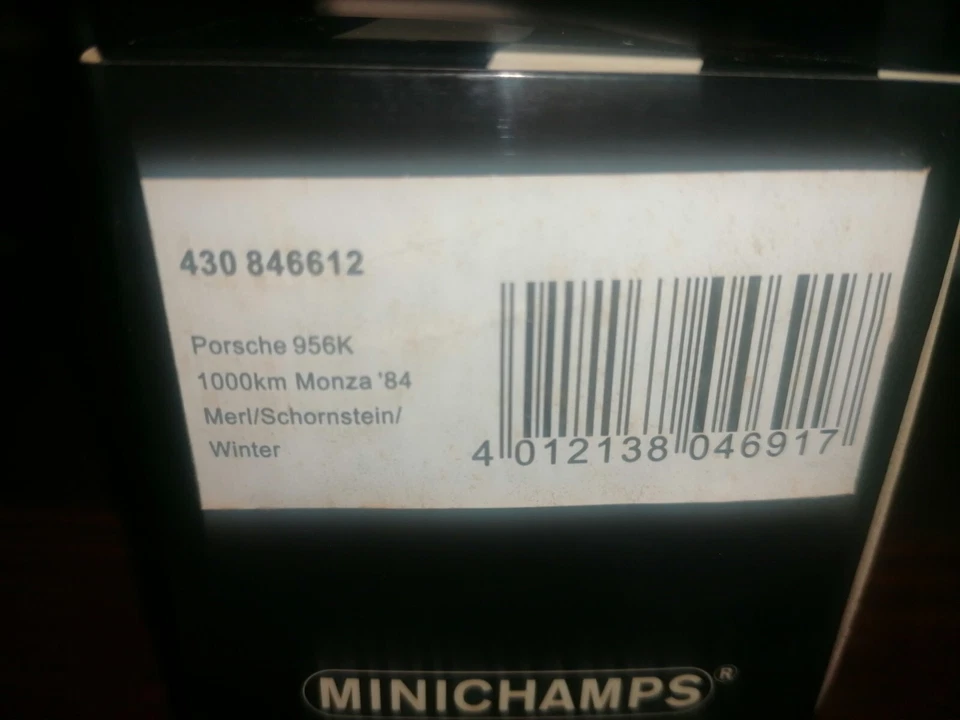 430 846612
Porsche 956K
1000km Monza '84
Merl/Schornstein/
Winter
4 012138 046917
MINICHAMPS®